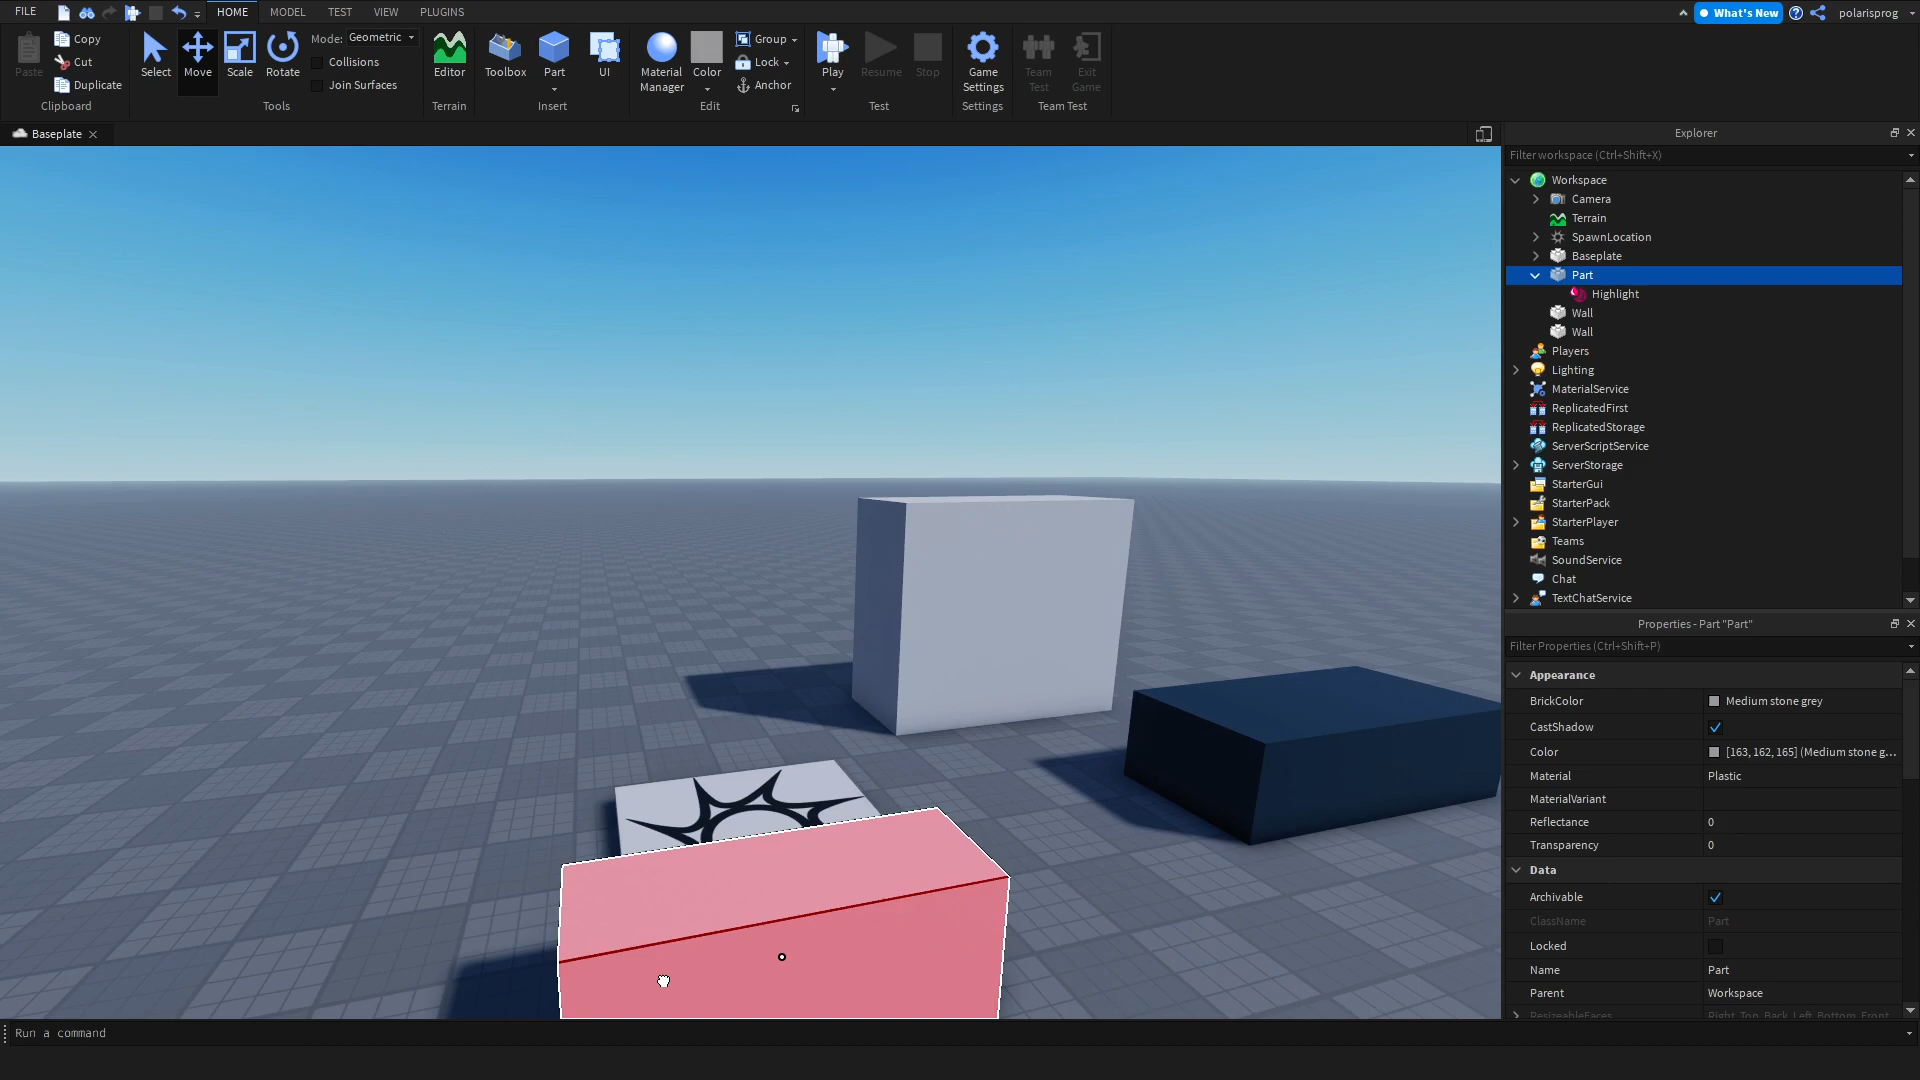 FILE HOME MODEL TEST VIEW PLUGINS What's New polarisprog
Paste Copy Cut Duplicate Clipboard
Select Move Scale Rotate Mode: Geometric Collisions Join Surfaces Tools
Editor Terrain
Toolbox Part UI Insert
Material Manager Color Group Lock Anchor Edit
Play Resume Stop Test
Game Settings Settings
Team Test Exit Game Team Test
Baseplate
Explorer
Filter workspace (Ctrl+Shift+X)
Workspace
Camera
Terrain
SpawnLocation
Baseplate
Part
Highlight
Wall
Wall
Players
Lighting
MaterialService
ReplicatedFirst
ReplicatedStorage
ServerScriptService
ServerStorage
StarterGui
StarterPack
StarterPlayer
Teams
SoundService
Chat
TextChatService
Properties - Part "Part"
Filter Properties (Ctrl+Shift+P)
Appearance
BrickColor Medium stone grey
CastShadow
Color [163, 162, 165] (Medium stone g...
Material Plastic
MaterialVariant
Reflectance 0
Transparency 0
Data
Archivable
ClassName Part
Locked
Name Part
Parent Workspace
ResizeableFaces Right, Top, Back, Left, Bottom, Front
Run a command